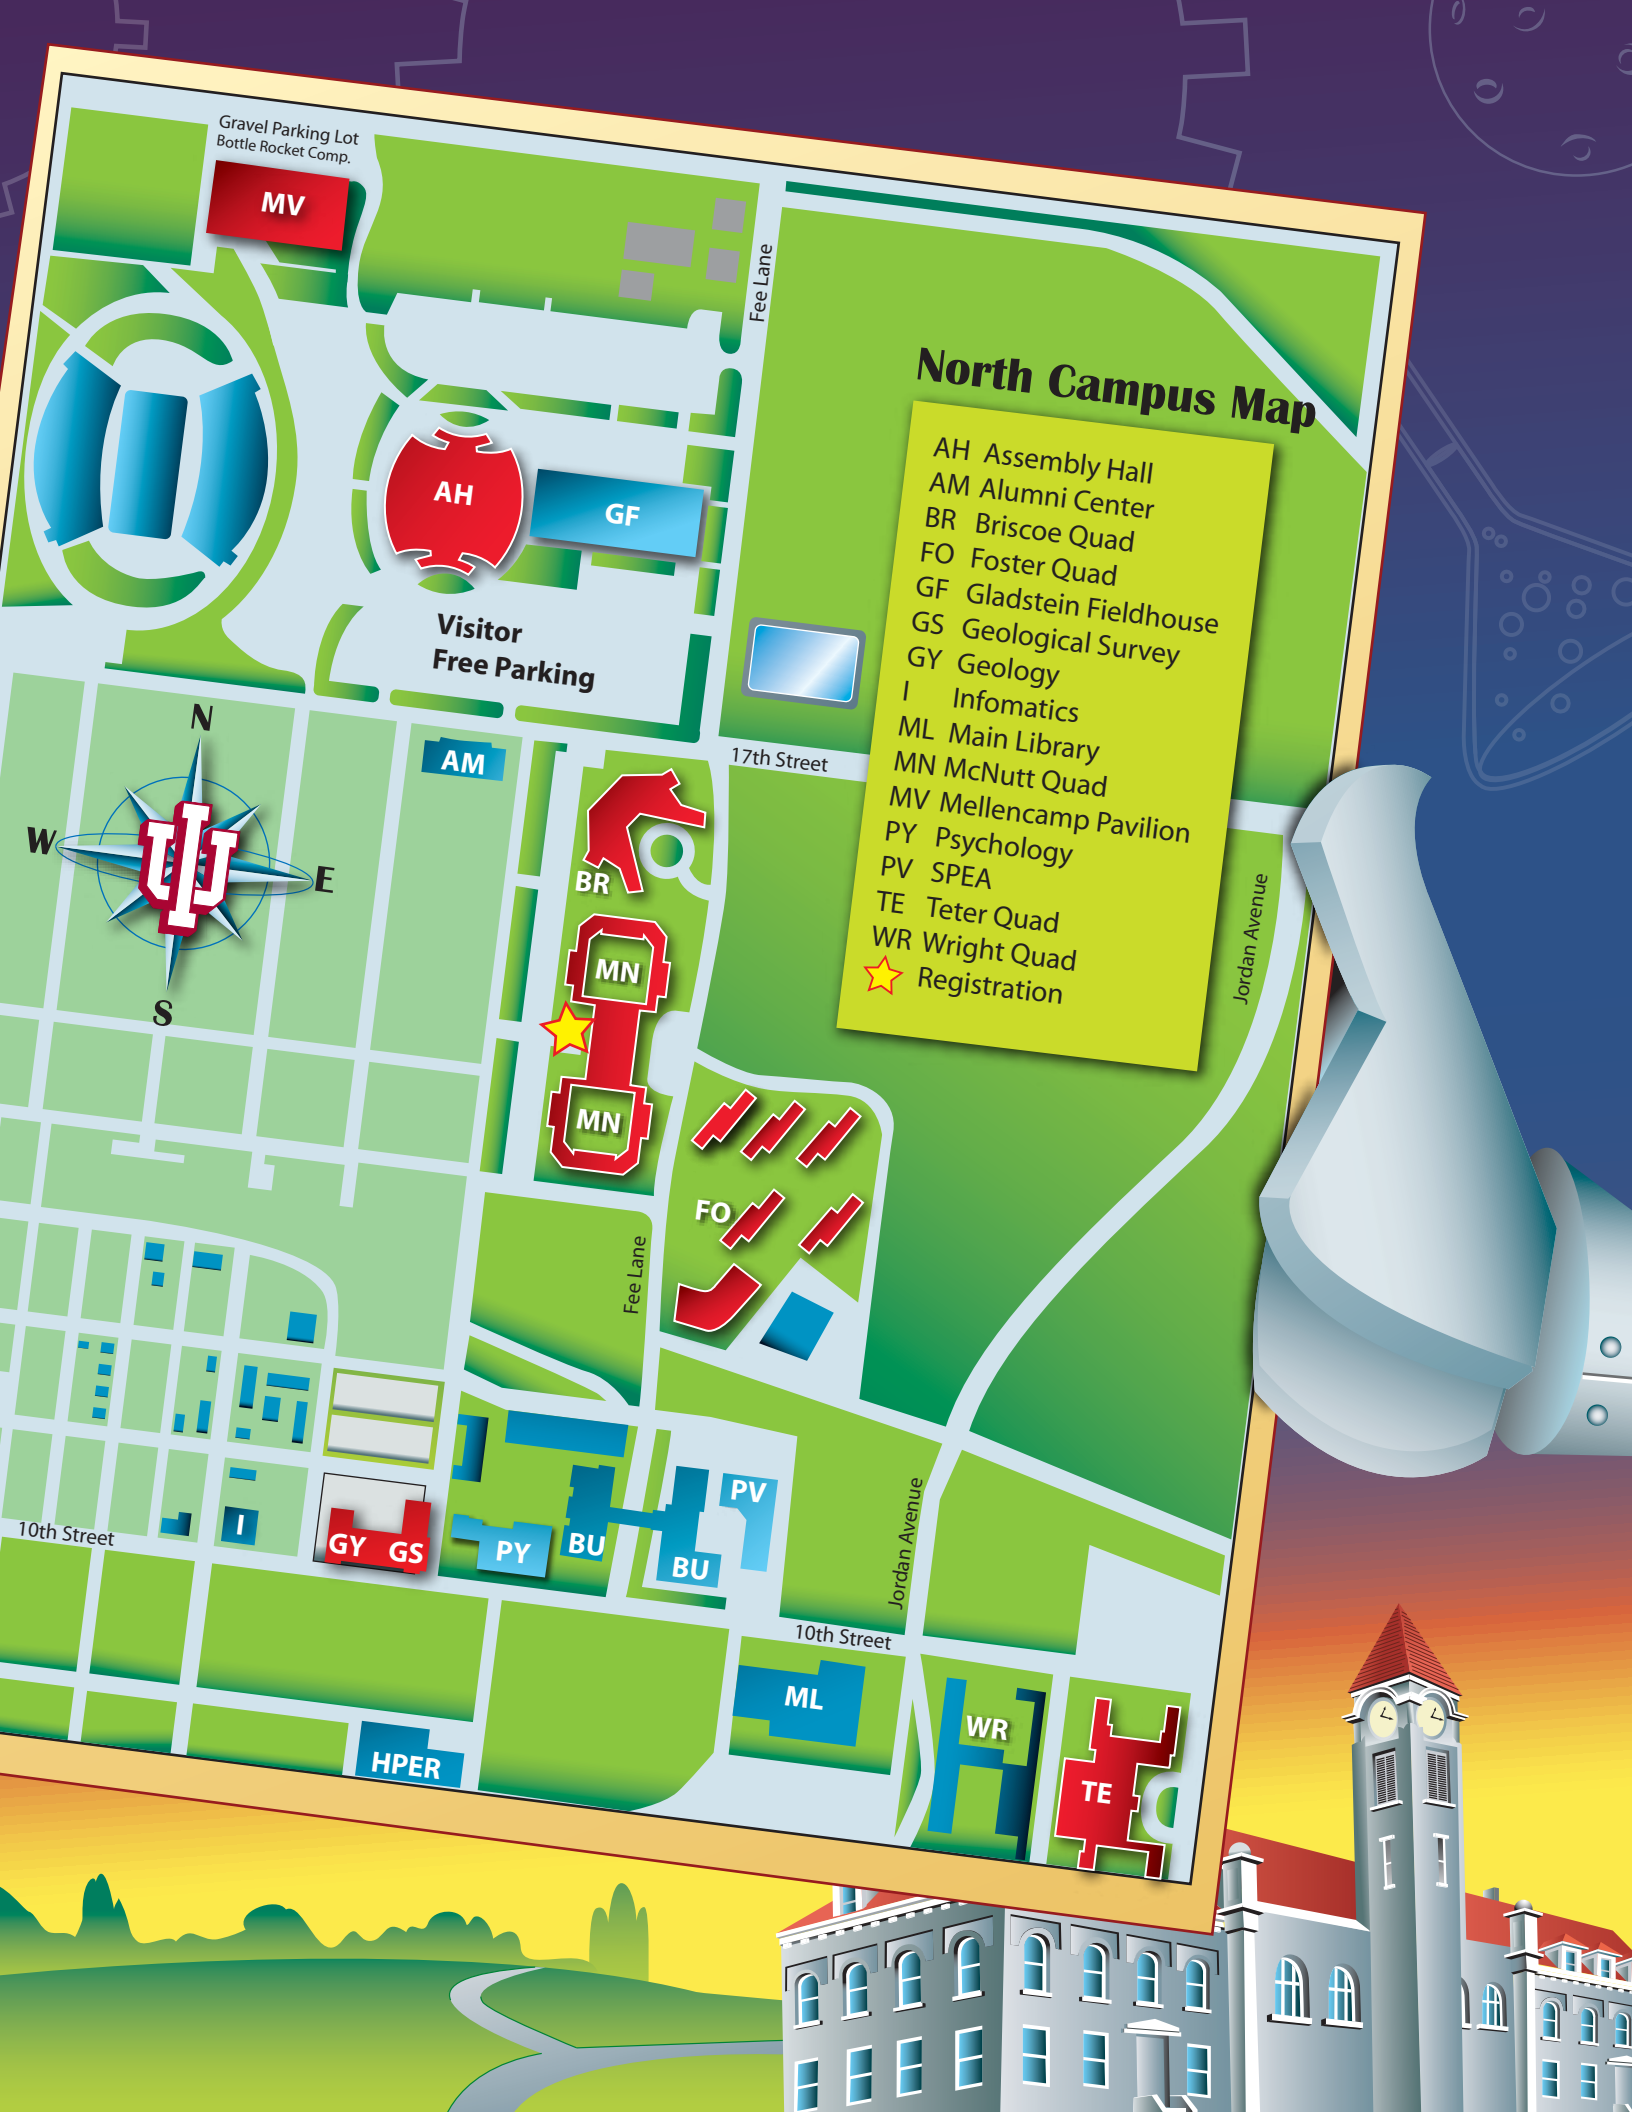 Gravel Parking Lot
Bottle Rocket Comp.
MV
Fee Lane
North Campus Map
AH Assembly Hall
AM Alumni Center
BR Briscoe Quad
FO Foster Quad
GF Gladstein Fieldhouse
GS Geological Survey
GY Geology
I Infomatics
ML Main Library
MN McNutt Quad
MV Mellencamp Pavilion
PY Psychology
PV SPEA
TE Teter Quad
WR Wright Quad
Registration
AH
GF
Visitor
Free Parking
N
W
E
S
IU
AM
17th Street
BR
MN
MN
Jordan Avenue
FO
Fee Lane
I
GY GS
PY
BU
BU
PV
Jordan Avenue
10th Street
10th Street
ML
WR
TE
HPER